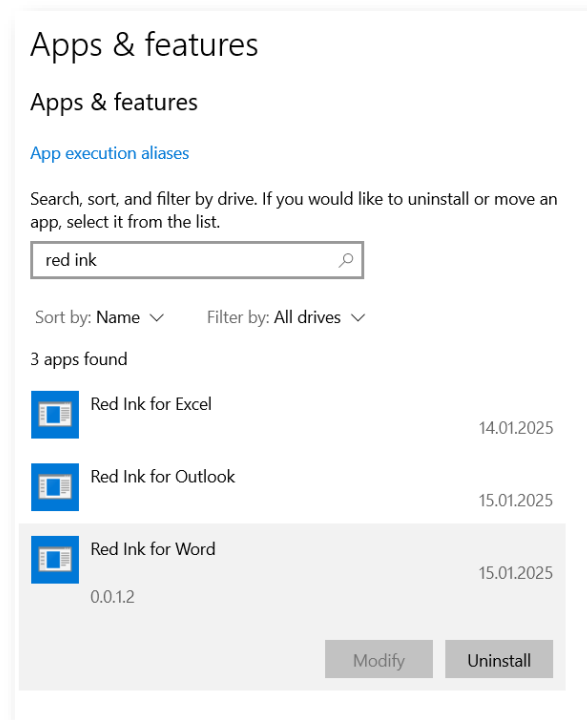 Apps & features
Apps & features
App execution aliases
Search, sort, and filter by drive. If you would like to uninstall or move an
app, select it from the list.
red ink
Sort by: Name Filter by: All drives
3 apps found
Red Ink for Excel
14.01.2025
Red Ink for Outlook
15.01.2025
Red Ink for Word
15.01.2025
0.0.1.2
Modify Uninstall